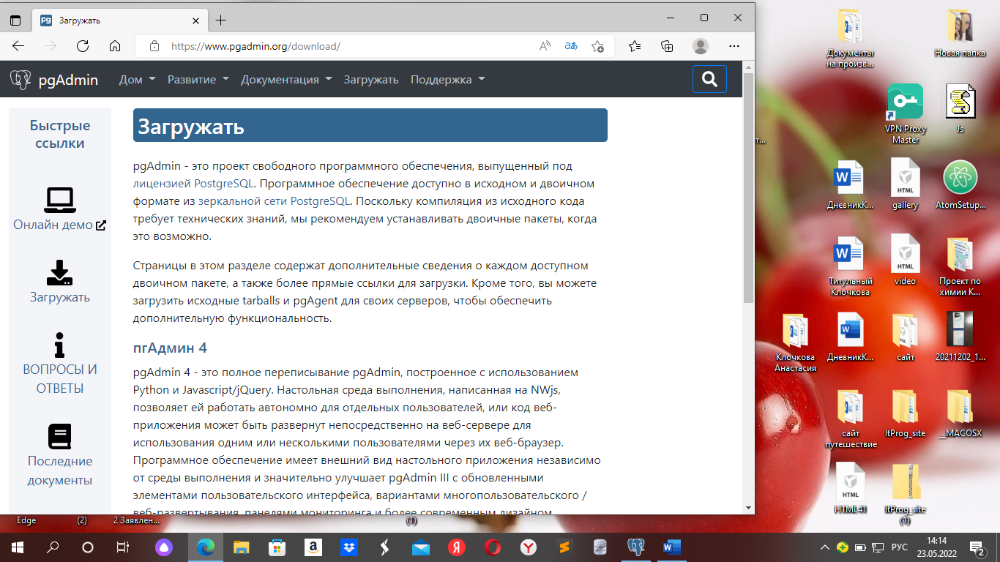 Загружать
https://www.pgadmin.org/download/
pgAdmin
Дом
Развитие
Документация
Загружать
Поддержка
Быстрые
ссылки
Онлайн демо
Загружать
ВОПРОСЫ И
ОТВЕТЫ
Последние
документы
Загружать
pgAdmin - это проект свободного программного обеспечения, выпущенный под
лицензией PostgreSQL. Программное обеспечение доступно в исходном и двоичном
формате из зеркальной сети PostgreSQL. Поскольку компиляция из исходного кода
требует технических знаний, мы рекомендуем устанавливать двоичные пакеты, когда
это возможно.
Страницы в этом разделе содержат дополнительные сведения о каждом доступном
двоичном пакете, а также более прямые ссылки для загрузки. Кроме того, вы можете
загрузить исходные tarballs и pgAgent для своих серверов, чтобы обеспечить
дополнительную функциональность.
пгАдмин 4
pgAdmin 4 - это полное переписывание pgAdmin, построенное с использованием
Python и Javascript/jQuery. Настольная среда выполнения, написанная на NWjs,
позволяет ей работать автономно для отдельных пользователей, или код веб-
приложения может быть развернут непосредственно на веб-сервере для
использования одним или несколькими пользователями через их веб-браузер.
Программное обеспечение имеет внешний вид настольного приложения независимо
от среды выполнения и значительно улучшает pgAdmin III с обновленными
элементами пользовательского интерфейса, вариантами многопользовательского /
веб-развертывания, панелями мониторинга и более современным дизайном.
Документы
на произв...
Новая папка
VPN Proxy
Master
Js
т...
ДневникК...
HTML
gallery
AtomSetup...
Титульный
Клочкова
HTML
video
Проект по
химии К...
Клочкова
Анастасия
ДневникК...
сайт
20211202_1...
сайт
путешествие
ItProg_site
__MACOSX
HTML
HTML41
ItProg_site
(1)
Edge
(2)
2 Заявлен...
(1)
РУС
14:14
23.05.2022
2